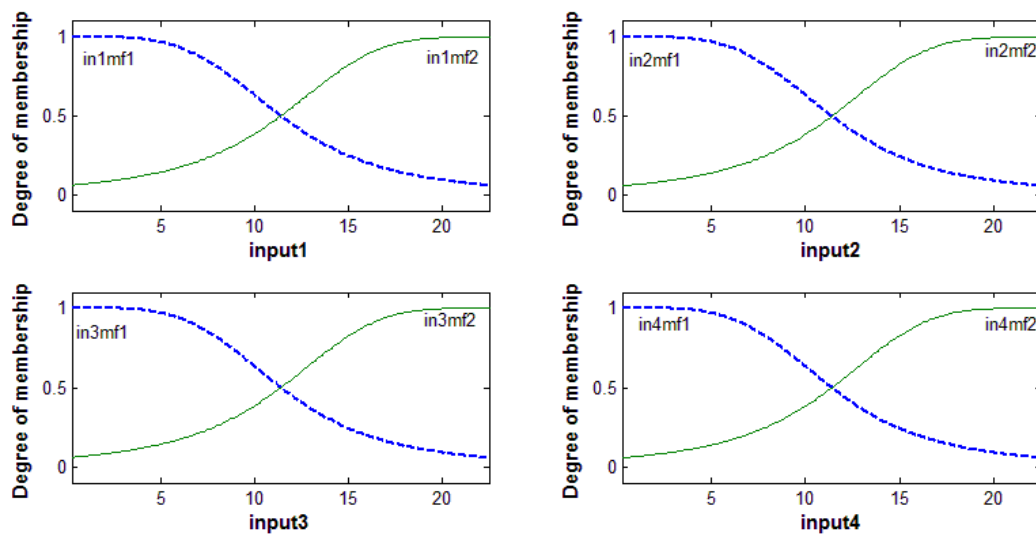 Degree of membership
1
0.5
0
in1mf1
in1mf2
5 10 15 20
input1
Degree of membership
1
0.5
0
in2mf1
in2mf2
5 10 15 20
input2
Degree of membership
1
0.5
0
in3mf1
in3mf2
5 10 15 20
input3
Degree of membership
1
0.5
0
in4mf1
in4mf2
5 10 15 20
input4